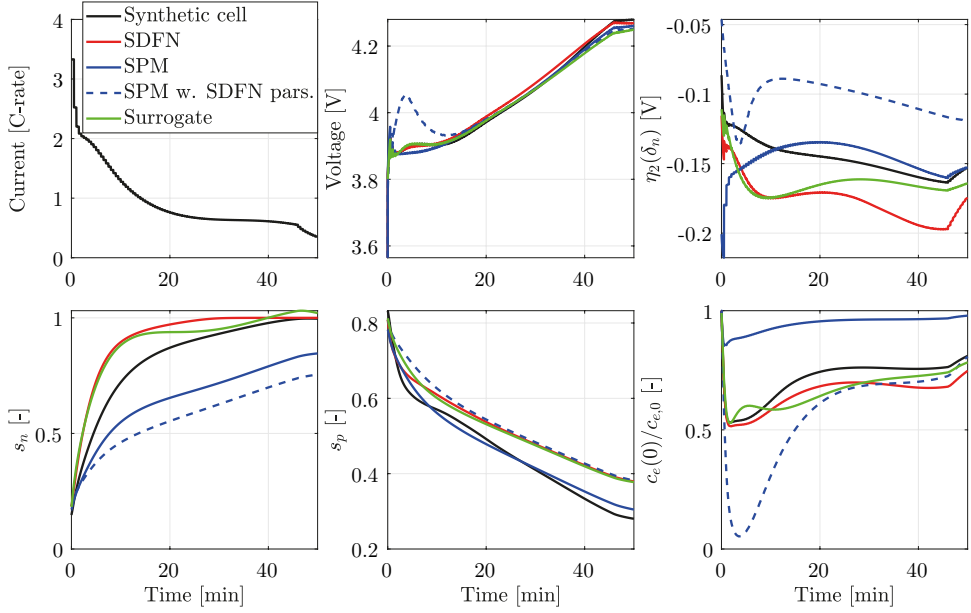 Synthetic cell
SDFN
SPM
SPM w. SDFN pars.
Surrogate
Current [C-rate]
4
3
2
1
0
0
20
40
Voltage [V]
4.2
4
3.8
3.6
0
20
40
η₂(δₙ) [V]
-0.05
-0.1
-0.15
-0.2
0
20
40
sₙ [-]
1
0.5
0
0
20
40
Time [min]
sₚ [-]
0.8
0.6
0.4
0.2
0
20
40
Time [min]
cₑ(0)/cₑ,₀ [-]
1
0.5
0
0
20
40
Time [min]